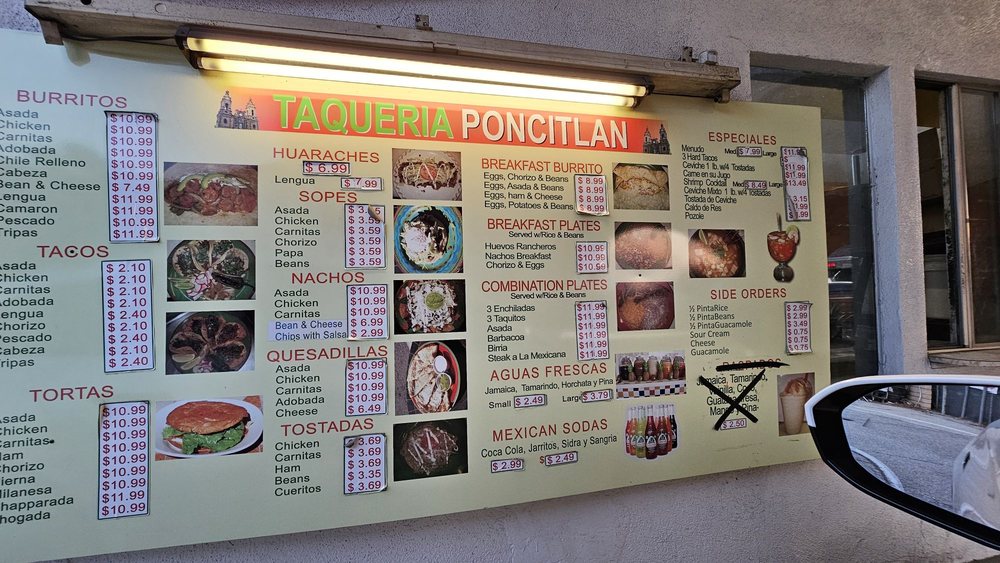 TAQUERIA PONCITLAN
BURRITOS
Asada $10.99
Chicken $10.99
Carnitas $10.99
Adobada $10.99
Chile Relleno $10.99
Cabeza $10.99
Bean & Cheese $ 7.49
Lengua $11.99
Camaron $11.99
Pescado $10.99
Tripas $11.99
TACOS
Asada $ 2.10
Chicken $ 2.10
Carnitas $ 2.10
Adobada $ 2.10
Lengua $ 2.40
Chorizo $ 2.10
Pescado $ 2.40
Cabeza $ 2.10
Tripas $ 2.40
TORTAS
Asada $10.99
Chicken $10.99
Carnitas $10.99
Ham $10.99
Chorizo $10.99
Pierna $10.99
Milanesa $10.99
Chapparada $11.99
Ahogada $10.99
HUARACHES
$ 6.99
Lengua $ 7.99
SOPES
Asada
Chicken $ 3.59
Carnitas $ 3.59
Chorizo $ 3.59
Papa $ 3.59
Beans $ 3.59
NACHOS
Asada $10.99
Chicken $10.99
Carnitas $10.99
Bean & Cheese $ 6.99
Chips with Salsa $ 2.99
QUESADILLAS
Asada $10.99
Chicken $10.99
Carnitas $10.99
Adobada $10.99
Cheese $ 6.49
TOSTADAS
Chicken $ 3.69
Carnitas $ 3.69
Ham $ 3.69
Beans $ 3.35
Cueritos $ 3.69
BREAKFAST BURRITO
Eggs, Chorizo & Beans $ 8.99
Eggs, Asada & Beans $ 8.99
Eggs, ham & Cheese $ 8.99
Eggs, Potatoes & Beans $ 8.99
BREAKFAST PLATES
Served w/Rice & Beans
Huevos Rancheros $10.99
Nachos Breakfast $10.99
Chorizo & Eggs $10.99
COMBINATION PLATES
Served w/Rice & Beans
3 Enchiladas $11.99
3 Taquitos $11.99
Asada $11.99
Barbacoa $11.99
Birria $11.99
Steak a La Mexicana $11.99
AGUAS FRESCAS
Jamaica, Tamarindo, Horchata y Pina
Small $ 2.49 Large $ 3.79
MEXICAN SODAS
Coca Cola, Jarritos, Sidra y Sangria
$ 2.99 $ 2.49
ESPECIALES
Menudo Med $ 7.99 Large
3 Hard Tacos
Ceviche 1 lb. w/4 Tostadas
Carne en su Jugo
Shrimp Cocktail Med $ 8.49 Large $13.49
Ceviche Mixto 1 lb. w/4 Tostadas
Tostada de Ceviche
Caldo de Res
Pozole
SIDE ORDERS
½ PintaRice $ 2.99
½ PintaBeans $ 2.99
½ PintaGuacamole $ 3.49
Sour Cream $ 0.75
Cheese $ 0.75
Guacamole $ 0.75
Jamaica, Tamarindo,
$ 2.50